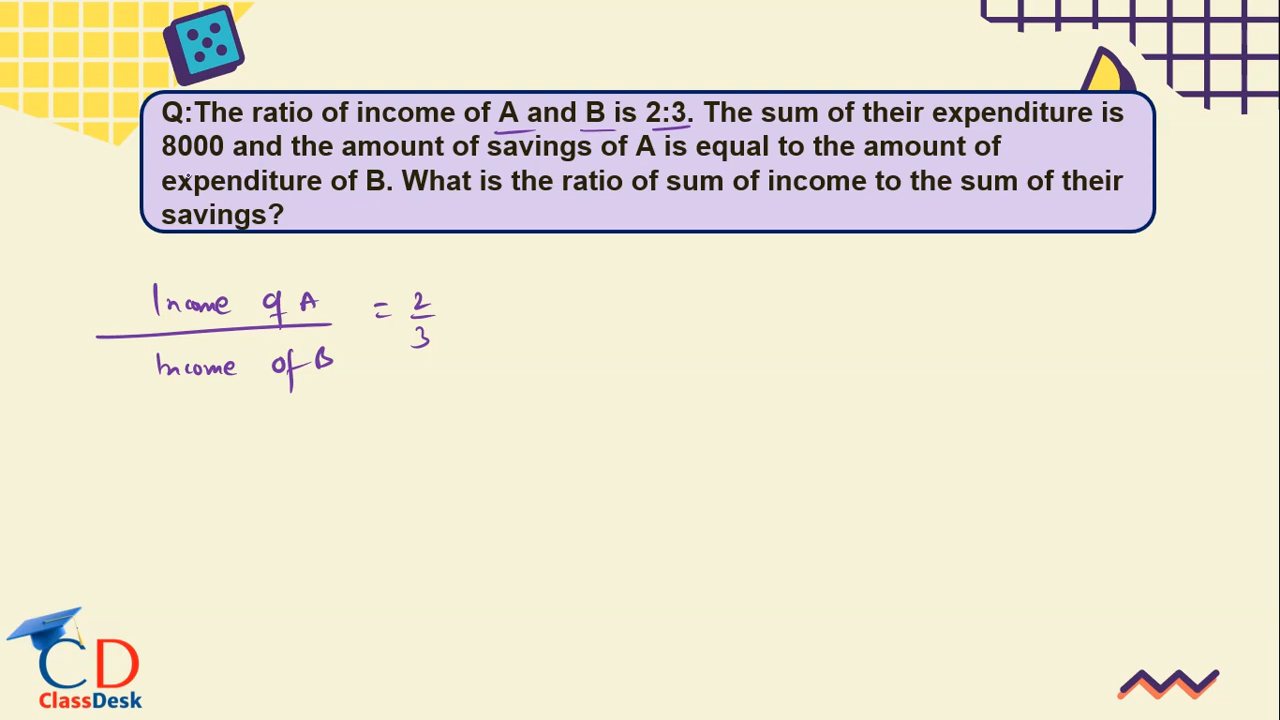 Q:The ratio of income of A and B is 2:3. The sum of their expenditure is
8000 and the amount of savings of A is equal to the amount of
expenditure of B. What is the ratio of sum of income to the sum of their
savings?
Income of A = 2
Income of B 3
CD
ClassDesk